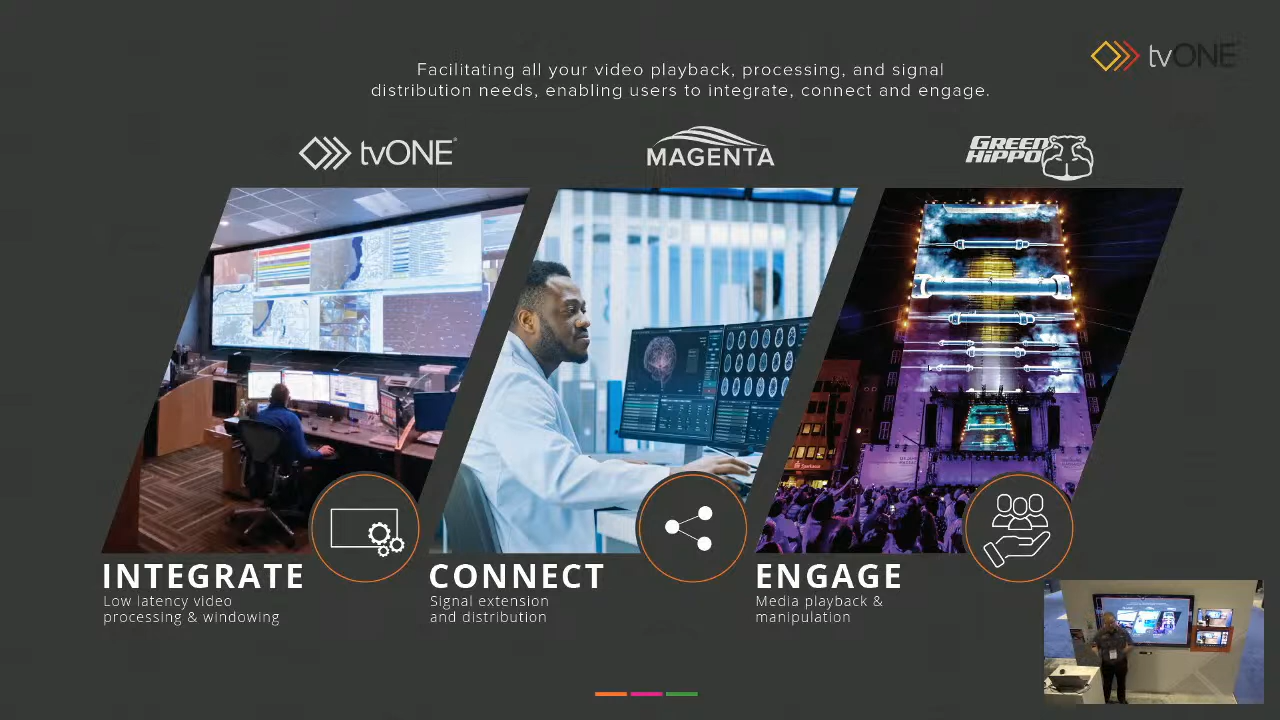 Facilitating all your video playback, processing, and signal
distribution needs, enabling users to integrate, connect and engage.
tvONE
tvONE
MAGENTA
GREEN
HiPPO
INTEGRATE
Low latency video
processing & windowing
CONNECT
Signal extension
and distribution
ENGAGE
Media playback &
manipulation